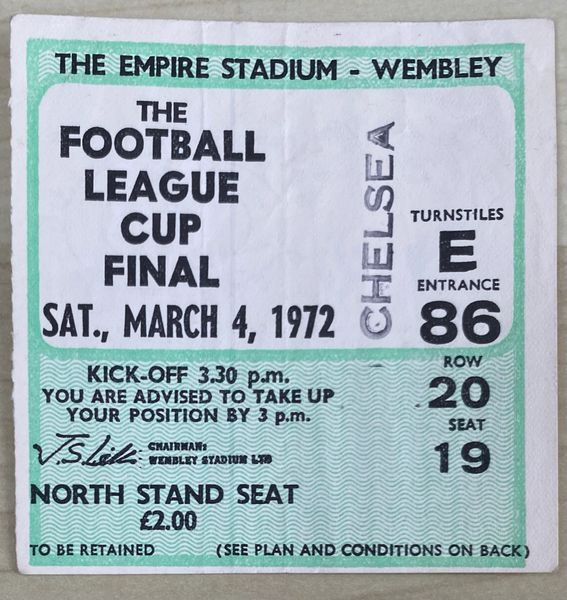 THE EMPIRE STADIUM - WEMBLEY
THE
FOOTBALL
LEAGUE
CUP
FINAL
SAT., MARCH 4, 1972
CHELSEA
TURNSTILES
E
ENTRANCE
86
ROW
20
SEAT
19
KICK-OFF 3.30 p.m.
YOU ARE ADVISED TO TAKE UP
YOUR POSITION BY 3 p.m.
CHAIRMAN:
WEMBLEY STADIUM LTD
NORTH STAND SEAT
£2.00
TO BE RETAINED (SEE PLAN AND CONDITIONS ON BACK)